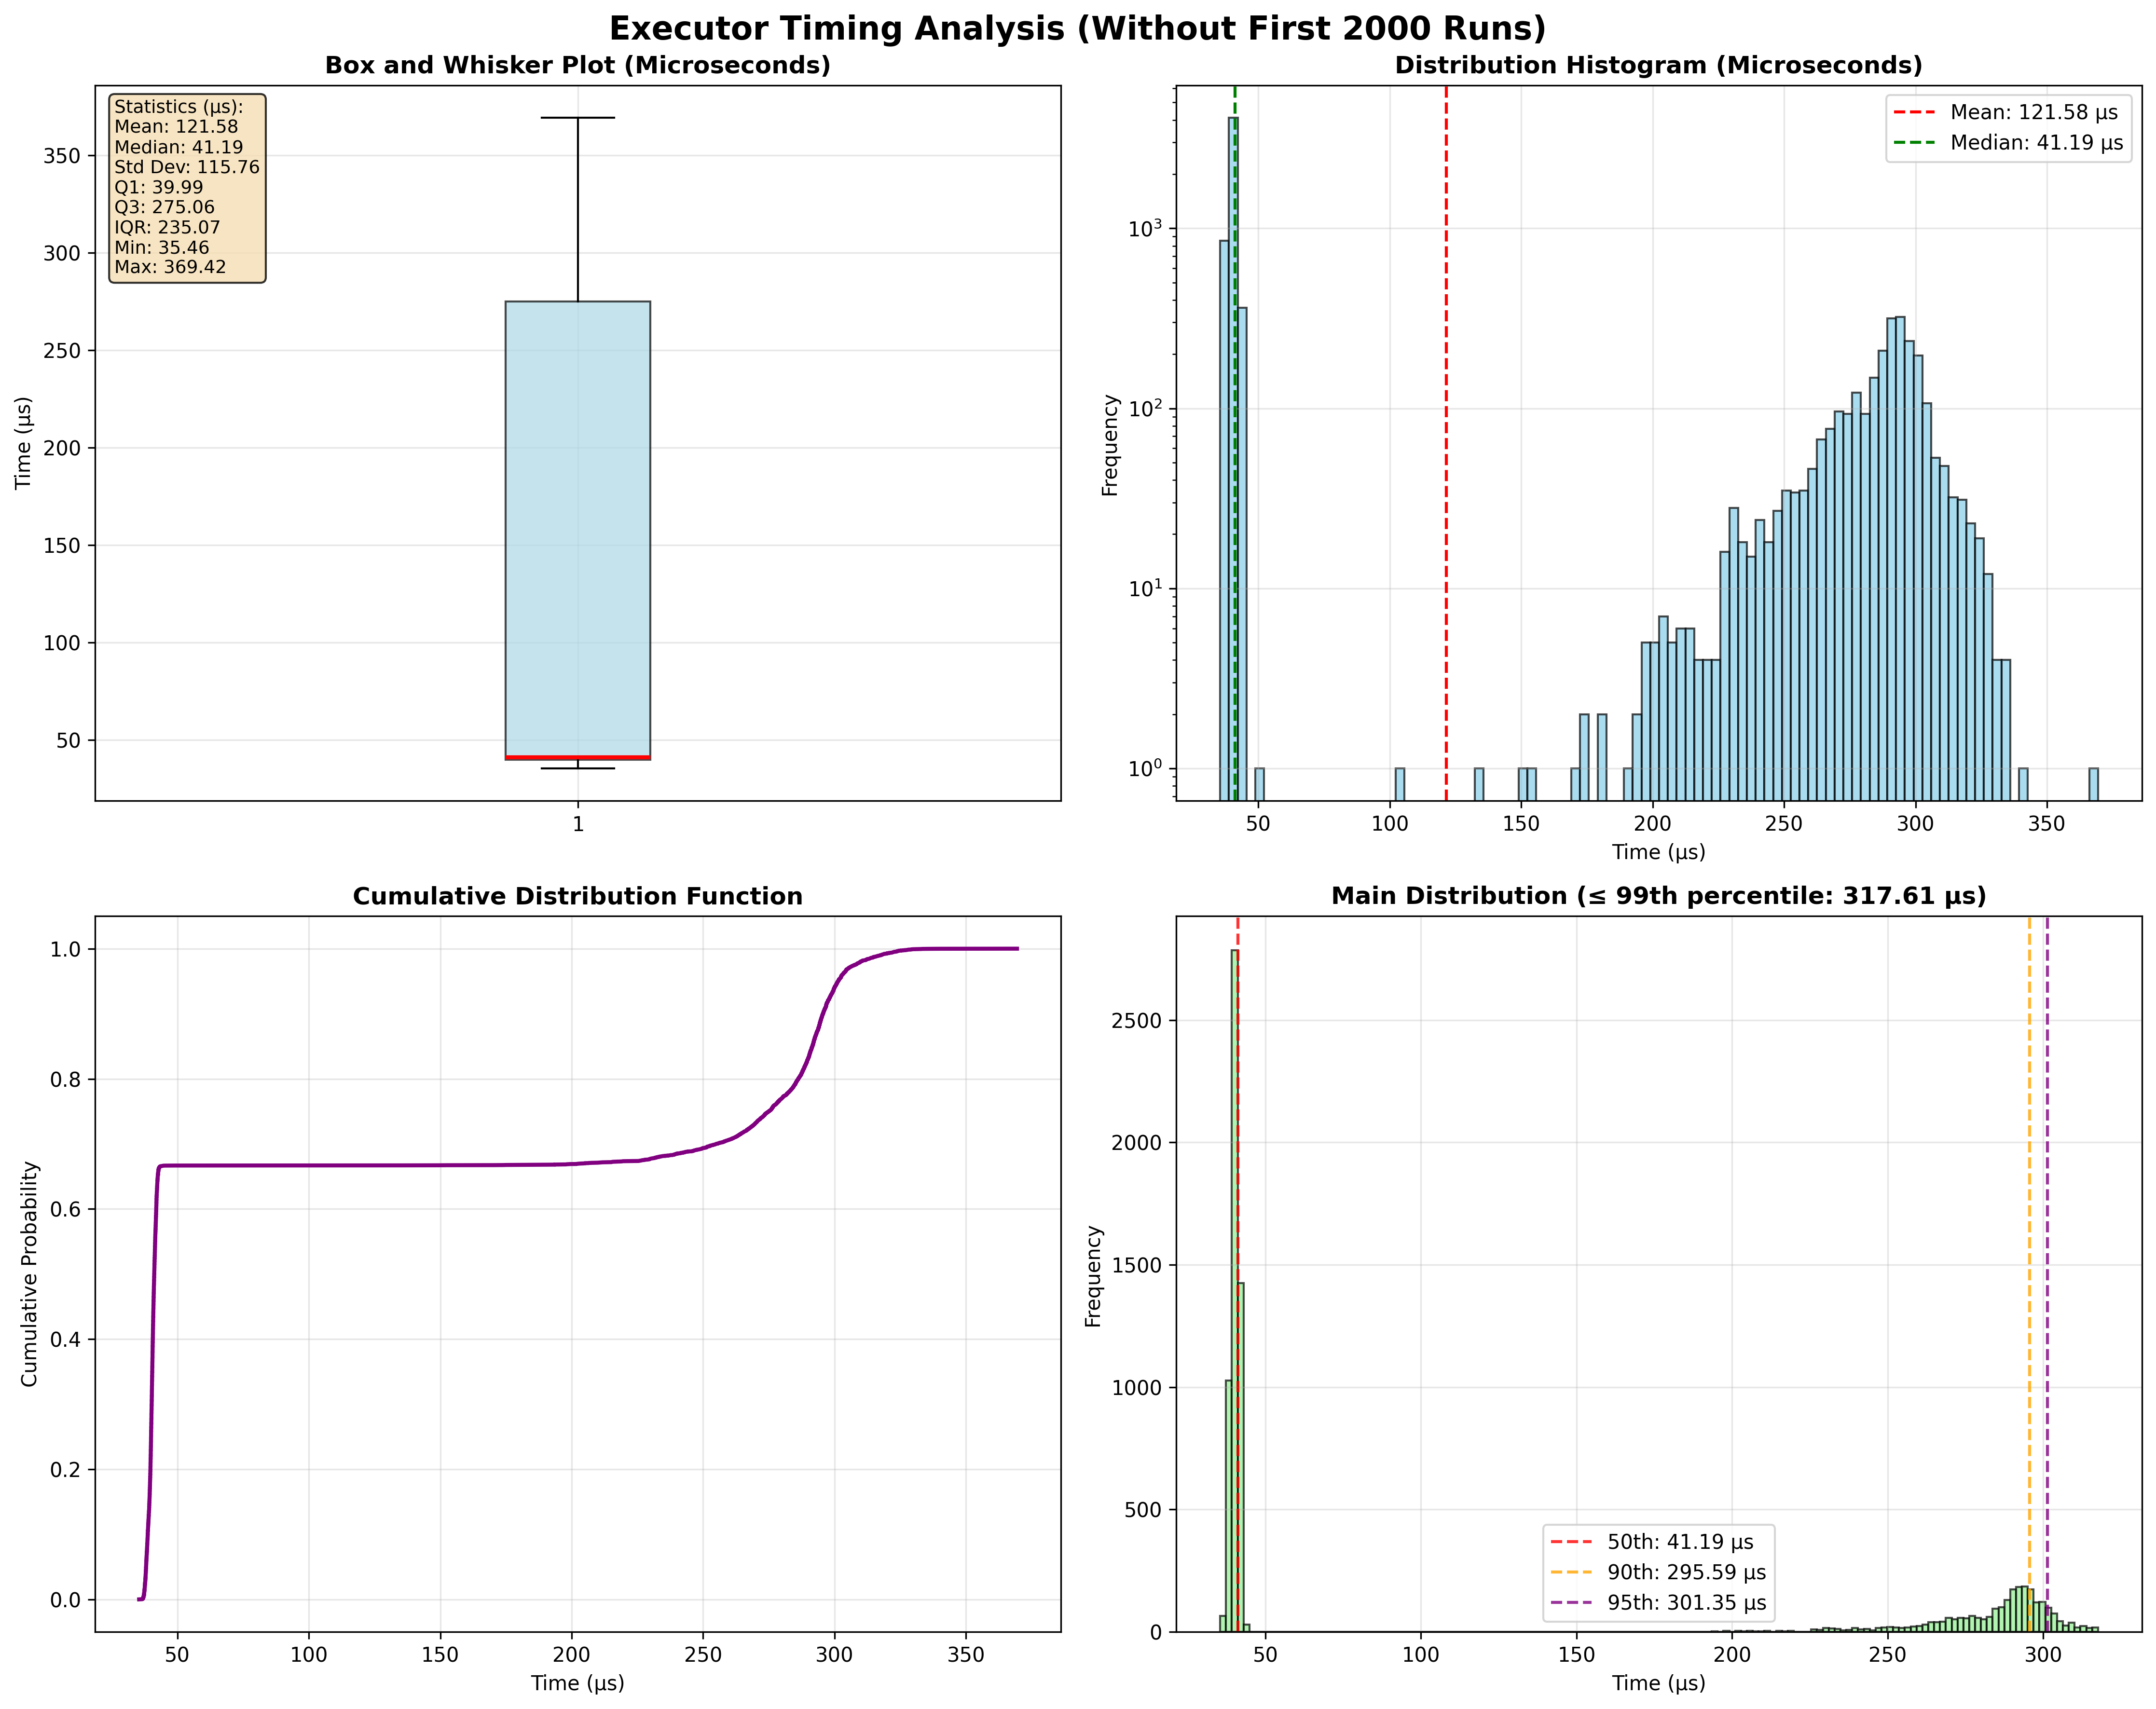 Executor Timing Analysis (Without First 2000 Runs)
Box and Whisker Plot (Microseconds)
Statistics (µs):
Mean: 121.58
Median: 41.19
Std Dev: 115.76
Q1: 39.99
Q3: 275.06
IQR: 235.07
Min: 35.46
Max: 369.42
Time (µs)
350
300
250
200
150
100
50
1
Distribution Histogram (Microseconds)
Mean: 121.58 µs
Median: 41.19 µs
Frequency
10³
10²
10¹
10⁰
50 100 150 200 250 300 350
Time (µs)
Cumulative Distribution Function
Cumulative Probability
1.0
0.8
0.6
0.4
0.2
0.0
50 100 150 200 250 300 350
Time (µs)
Main Distribution (≤ 99th percentile: 317.61 µs)
Frequency
2500
2000
1500
1000
500
0
50th: 41.19 µs
90th: 295.59 µs
95th: 301.35 µs
50 100 150 200 250 300
Time (µs)